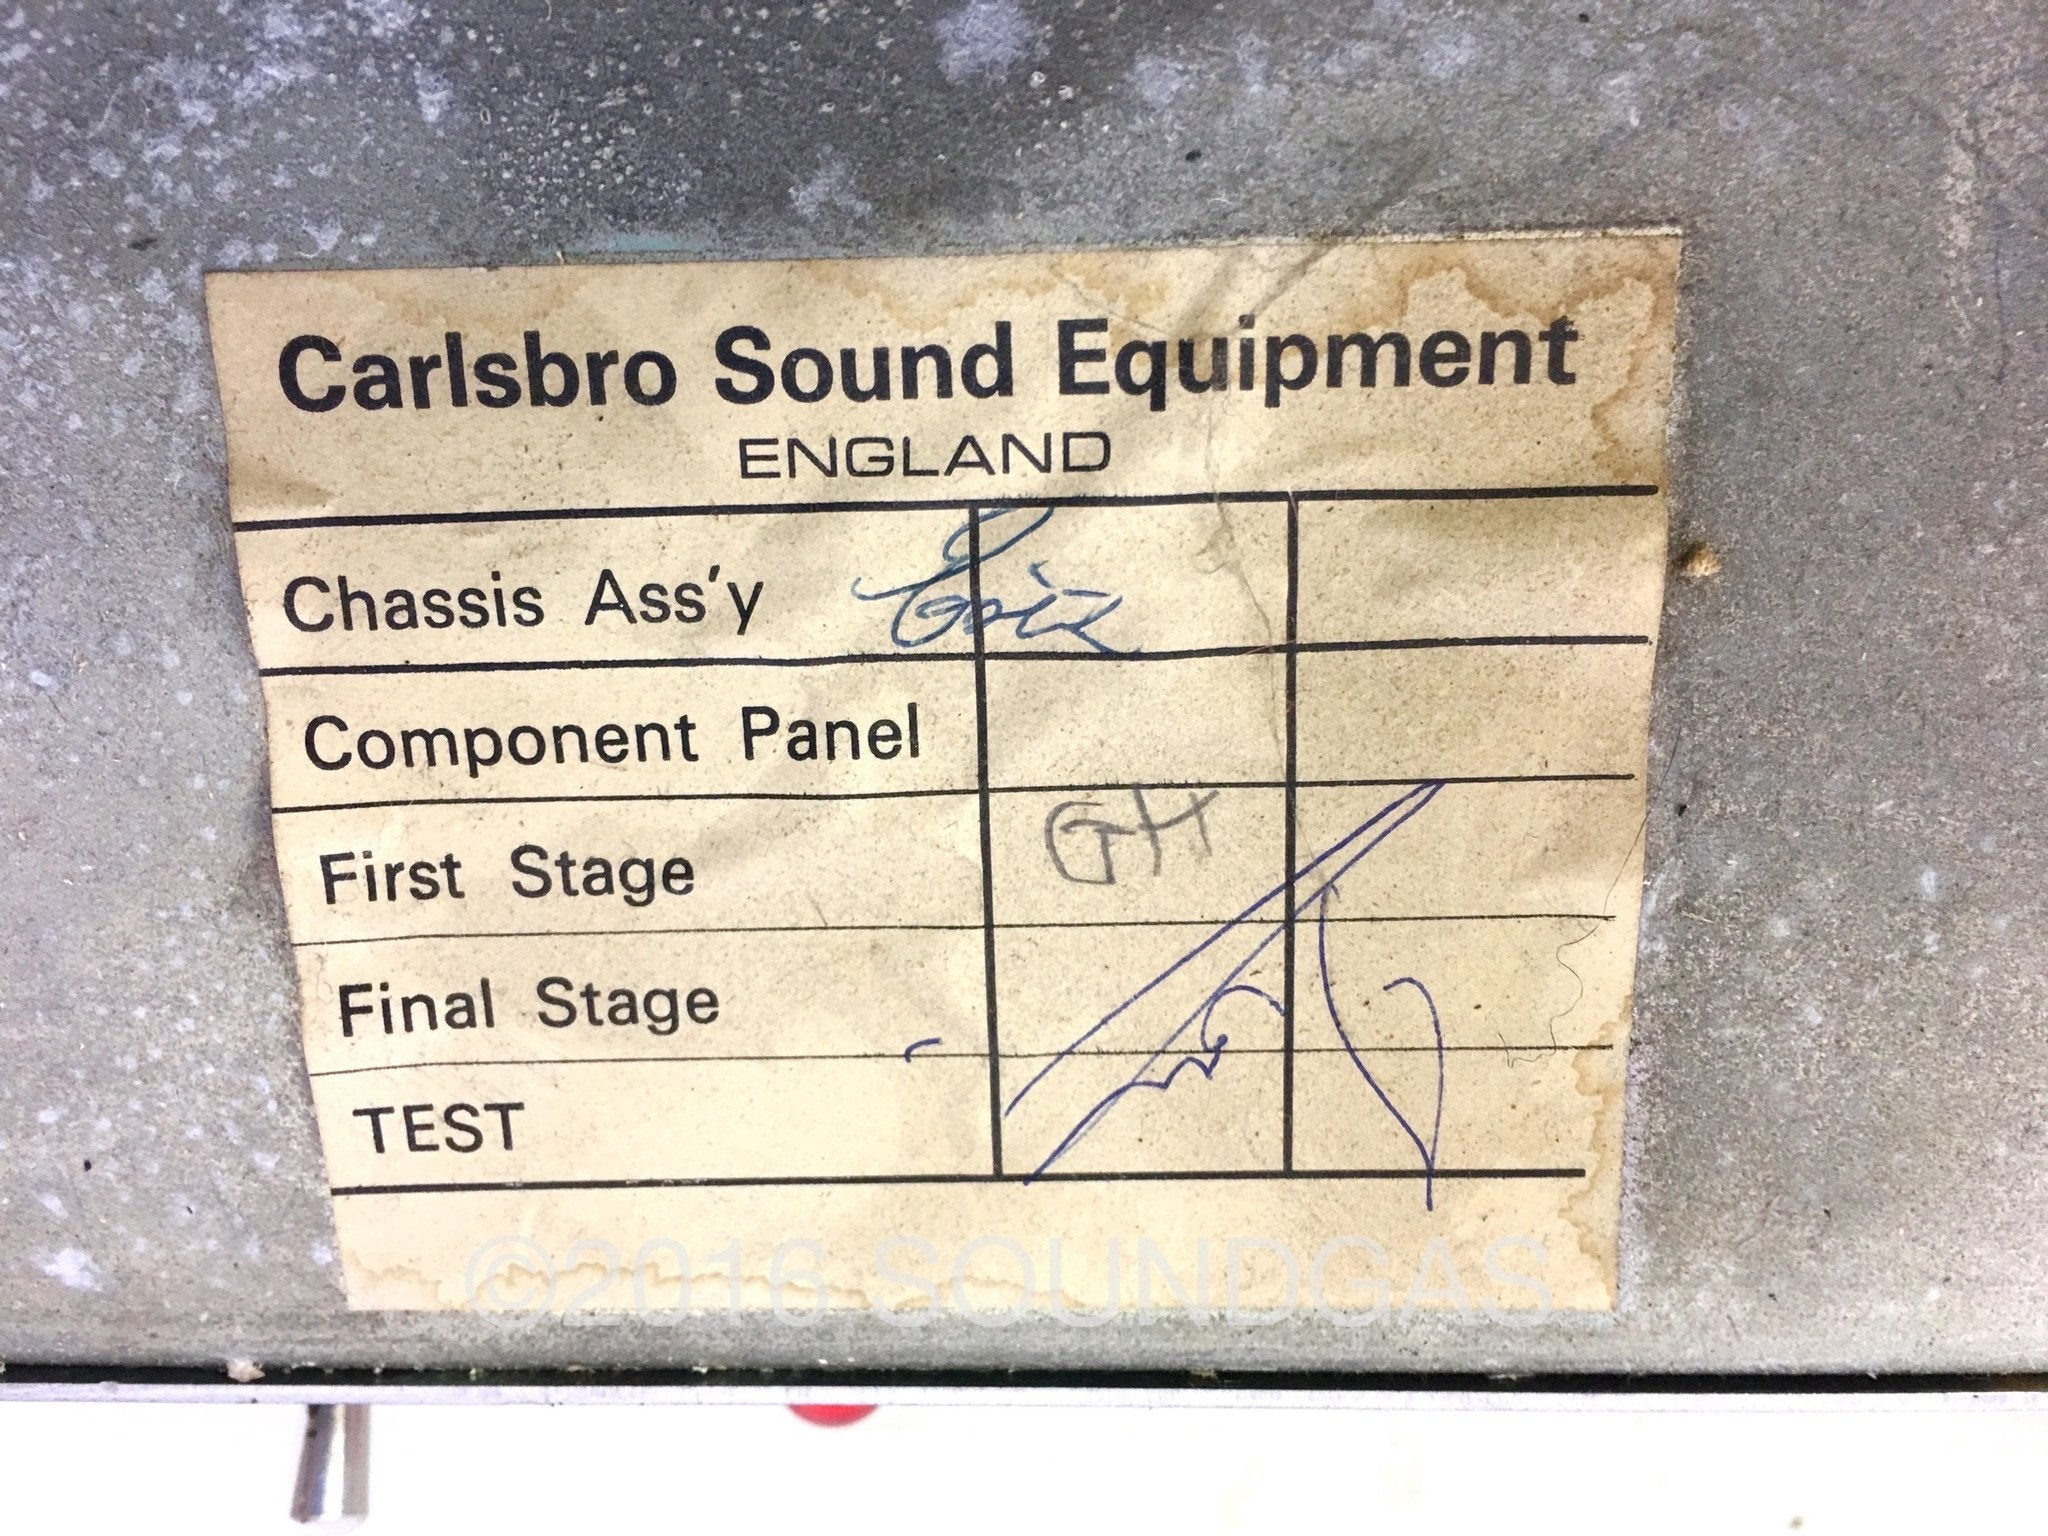 Carlsbro Sound Equipment
ENGLAND
Chassis Ass'y
Component Panel
First Stage GH
Final Stage
TEST
©2016 SOUNDGAS